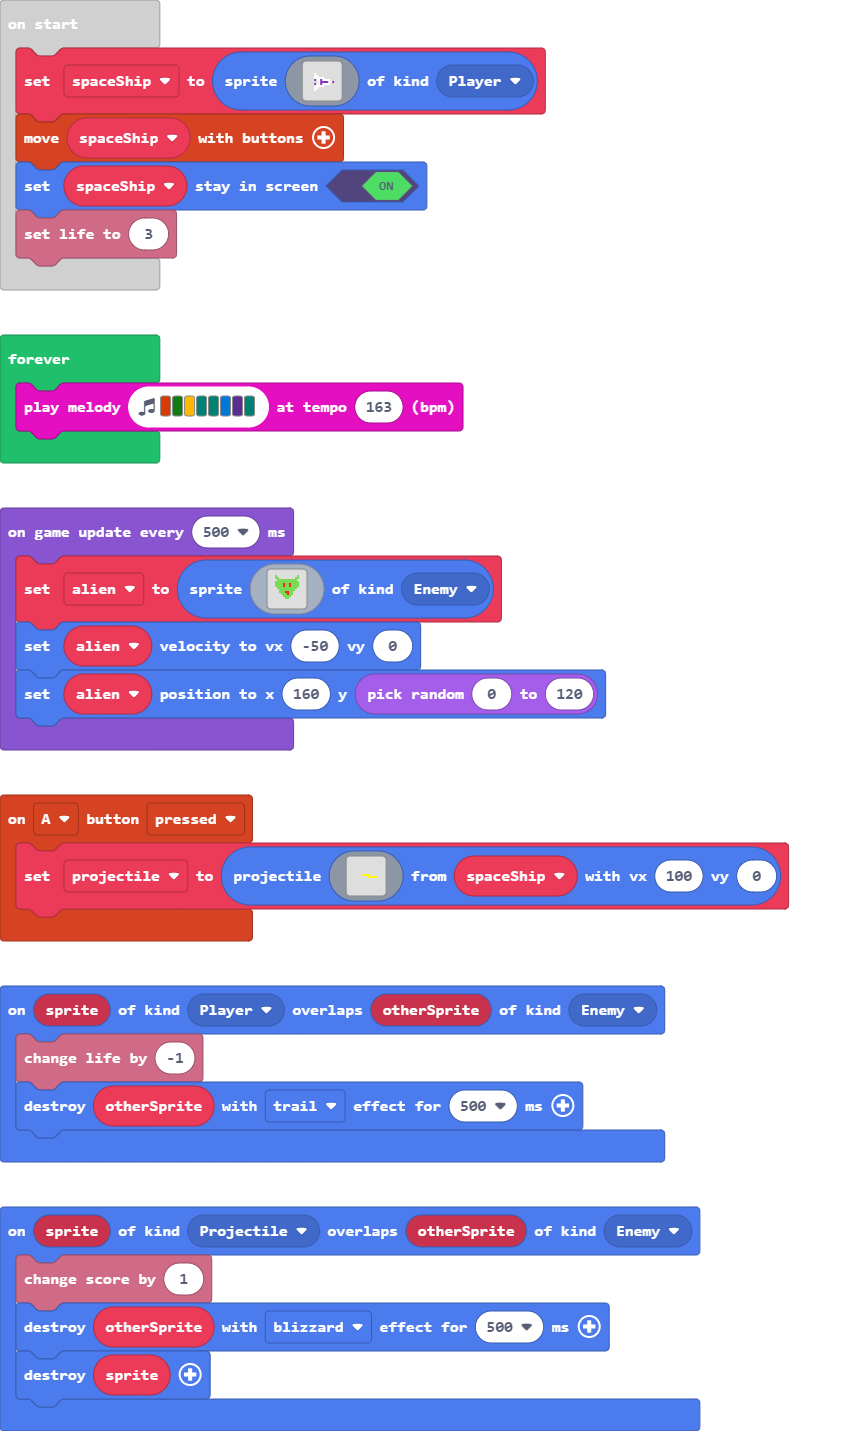 on start
set spaceShip to sprite of kind Player
move spaceShip with buttons
set spaceShip stay in screen ON
set life to 3
forever
play melody at tempo 163 (bpm)
on game update every 500 ms
set alien to sprite of kind Enemy
set alien velocity to vx -50 vy 0
set alien position to x 160 y pick random 0 to 120
on A button pressed
set projectile to projectile from spaceShip with vx 100 vy 0
on sprite of kind Player overlaps otherSprite of kind Enemy
change life by -1
destroy otherSprite with trail effect for 500 ms
on sprite of kind Projectile overlaps otherSprite of kind Enemy
change score by 1
destroy otherSprite with blizzard effect for 500 ms
destroy sprite